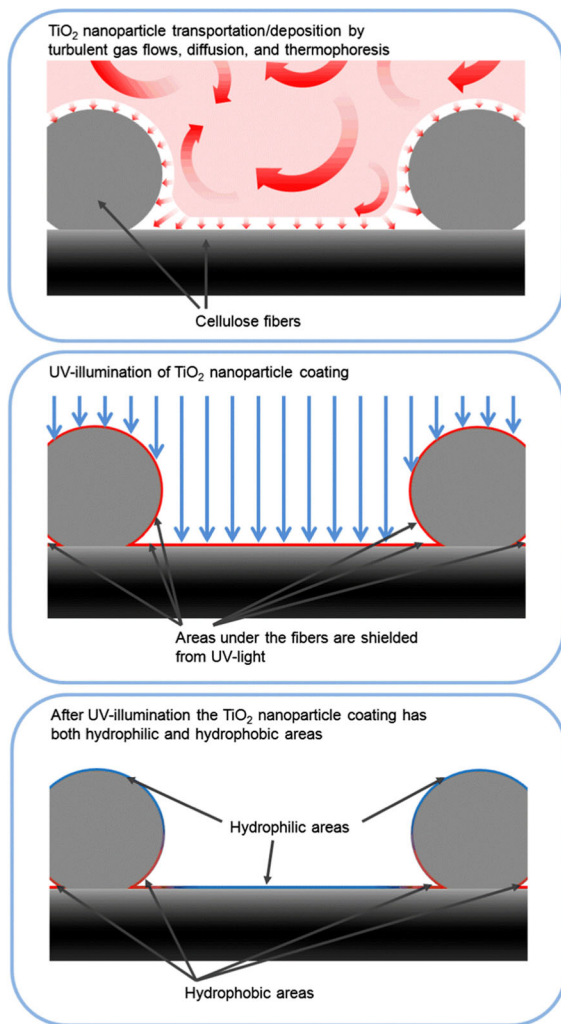 TiO₂ nanoparticle transportation/deposition by
turbulent gas flows, diffusion, and thermophoresis
Cellulose fibers
UV-illumination of TiO₂ nanoparticle coating
Areas under the fibers are shielded
from UV-light
After UV-illumination the TiO₂ nanoparticle coating has
both hydrophilic and hydrophobic areas
Hydrophilic areas
Hydrophobic areas